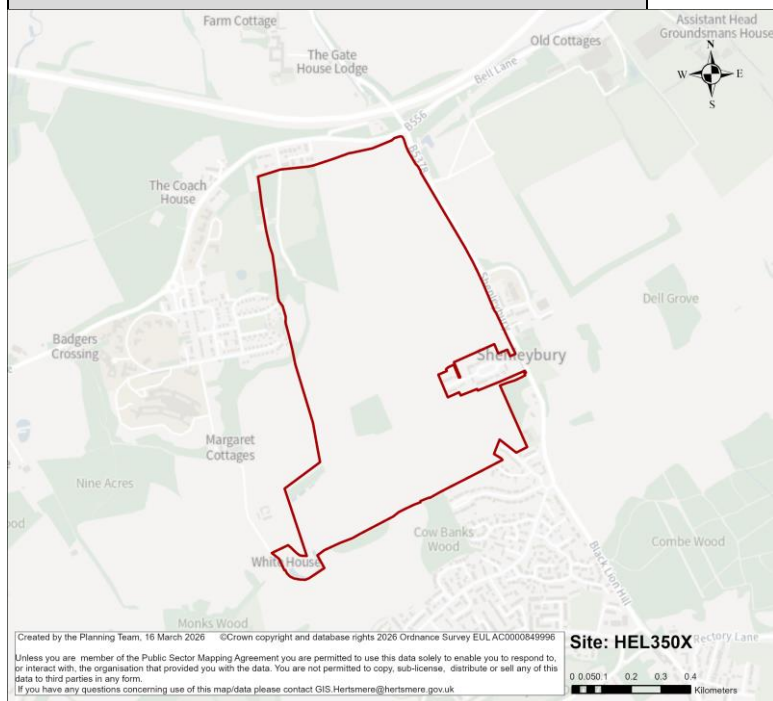 Farm Cottage
Assistant Head
Groundsmans House
The Gate
House Lodge
Old Cottages
Bell Lane
N
W E
S
B556
B5378
The Coach
House
Shenleybury
Dell Grove
Shenleybury
Badgers
Crossing
Margaret
Cottages
Nine Acres
Cow Banks
Wood
Black Lion Hill
Combe Wood
White House
Monks Wood
Rectory Lane
Created by the Planning Team, 16 March 2026 ©Crown copyright and database rights 2026 Ordnance Survey EUL AC0000849996
Unless you are member of the Public Sector Mapping Agreement you are permitted to use this data solely to enable you to respond to,
or interact with, the organisation that provided you with the data. You are not permitted to copy, sub-license, distribute or sell any of this
data to third parties in any form.
If you have any questions concerning use of this map/data please contact GIS.Hertsmere@hertsmere.gov.uk
Site: HEL350X
0 0.050.1 0.2 0.3 0.4
Kilometers